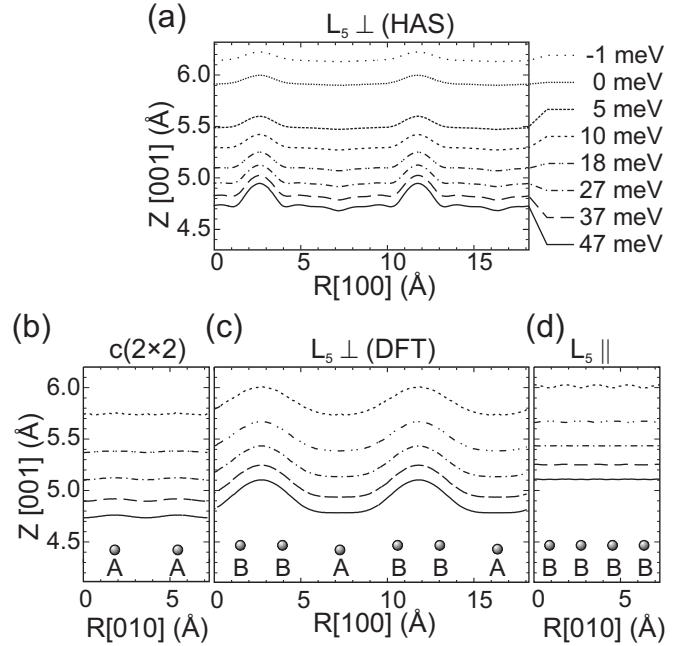 (a)
L₅ ⊥ (HAS)
6.0
5.5
5.0
4.5
Z [001] (Å)
0 5 10 15
R[100] (Å)
-1 meV
0 meV
5 meV
10 meV
18 meV
27 meV
37 meV
47 meV
(b)
c(2×2)
6.0
5.5
5.0
4.5
Z [001] (Å)
A A
0 5
R[010] (Å)
(c)
L₅ ⊥ (DFT)
B B A B B A
0 5 10 15
R[100] (Å)
(d)
L₅ ∥
B B B B
0 5
R[010] (Å)